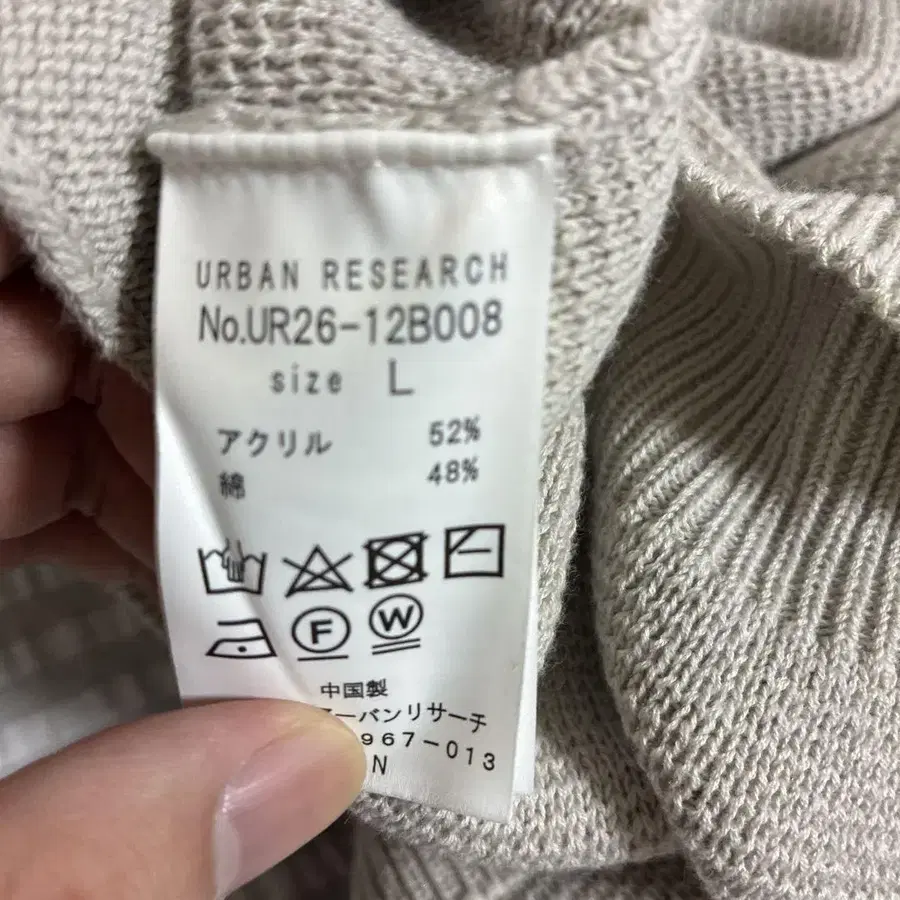 URBAN RESEARCH
No.UR26-12B008
size L
アクリル 52%
綿 48%
F W
中国製
ーバンリサーチ
967-013
N